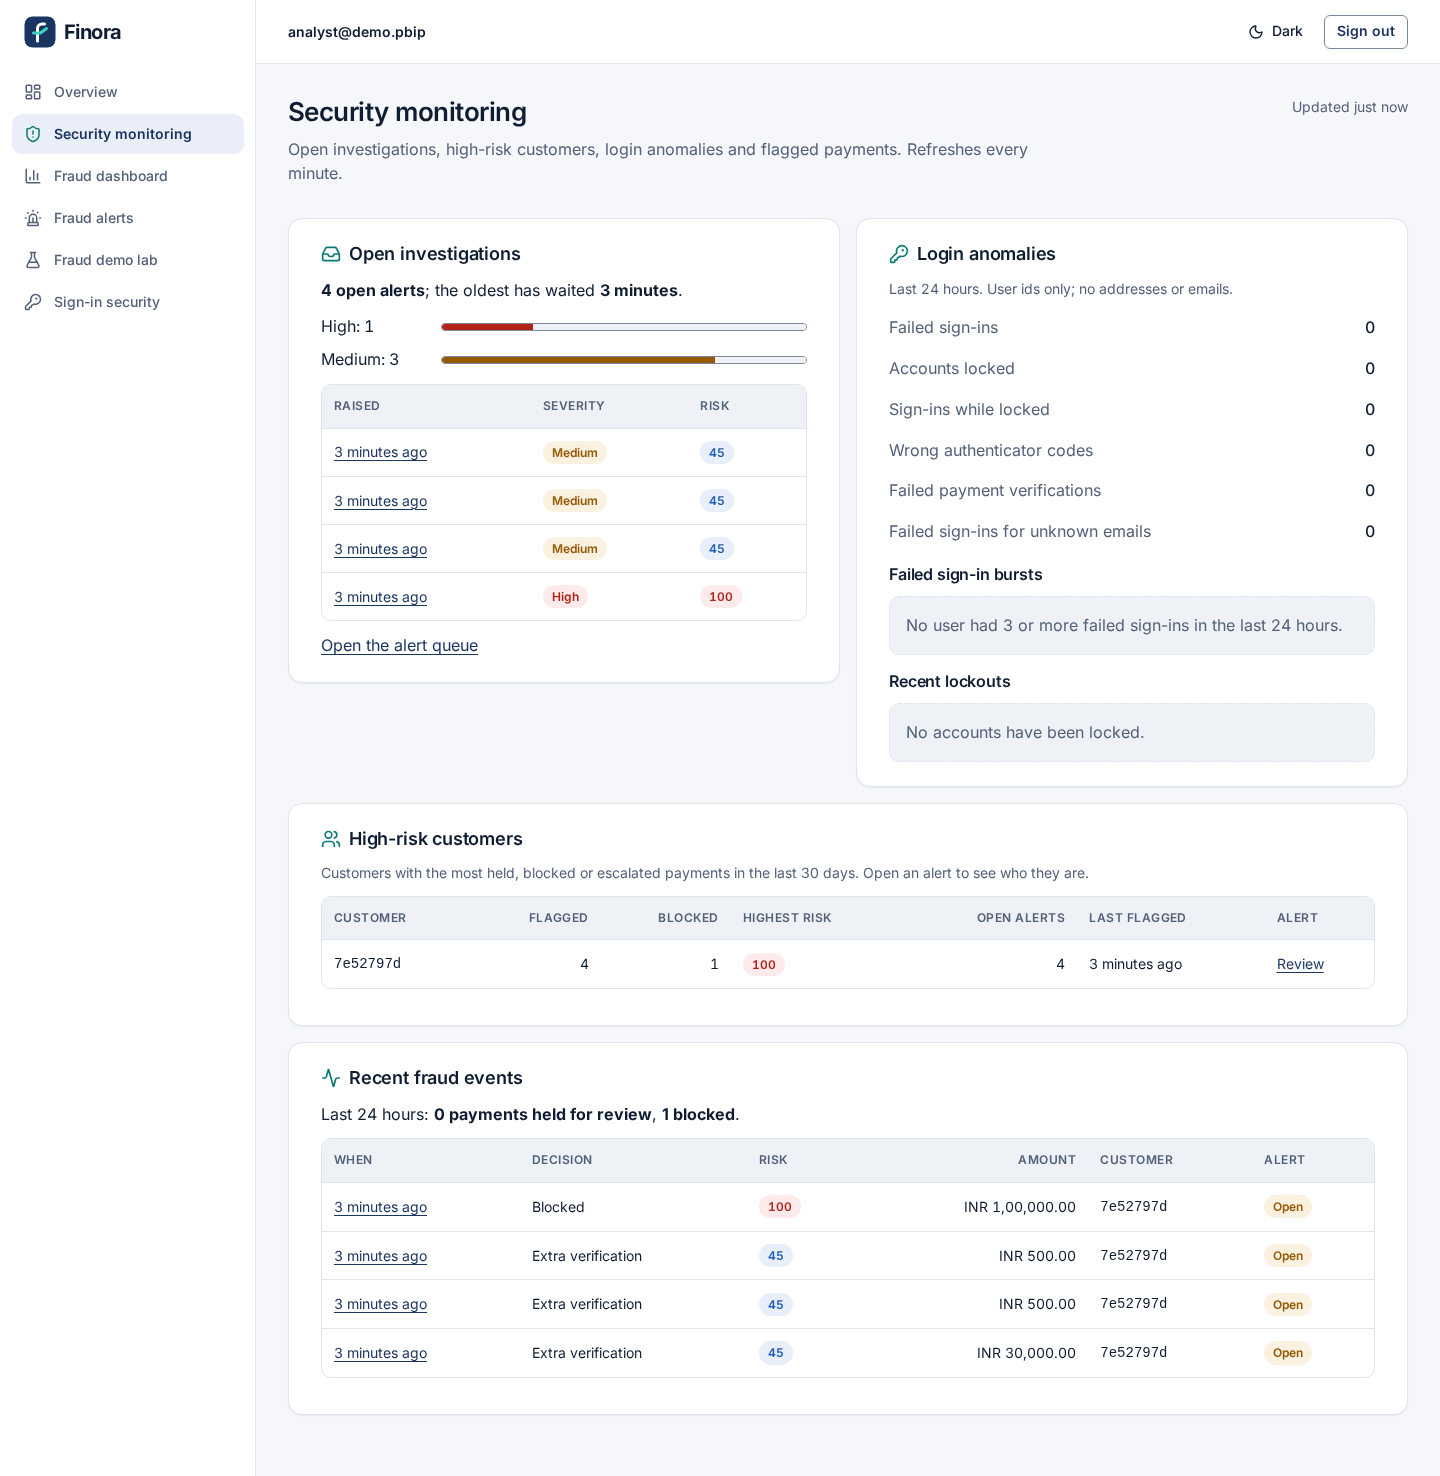 Finora
Overview
Security monitoring
Fraud dashboard
Fraud alerts
Fraud demo lab
Sign-in security
analyst@demo.pbip
Dark
Sign out
Security monitoring
Updated just now
Open investigations, high-risk customers, login anomalies and flagged payments. Refreshes every
minute.
Open investigations
4 open alerts; the oldest has waited 3 minutes.
High: 1
Medium: 3
RAISED SEVERITY RISK
3 minutes ago Medium 45
3 minutes ago Medium 45
3 minutes ago Medium 45
3 minutes ago High 100
Open the alert queue
Login anomalies
Last 24 hours. User ids only; no addresses or emails.
Failed sign-ins 0
Accounts locked 0
Sign-ins while locked 0
Wrong authenticator codes 0
Failed payment verifications 0
Failed sign-ins for unknown emails 0
Failed sign-in bursts
No user had 3 or more failed sign-ins in the last 24 hours.
Recent lockouts
No accounts have been locked.
High-risk customers
Customers with the most held, blocked or escalated payments in the last 30 days. Open an alert to see who they are.
CUSTOMER FLAGGED BLOCKED HIGHEST RISK OPEN ALERTS LAST FLAGGED ALERT
7e52797d 4 1 100 4 3 minutes ago Review
Recent fraud events
Last 24 hours: 0 payments held for review, 1 blocked.
WHEN DECISION RISK AMOUNT CUSTOMER ALERT
3 minutes ago Blocked 100 INR 1,00,000.00 7e52797d Open
3 minutes ago Extra verification 45 INR 500.00 7e52797d Open
3 minutes ago Extra verification 45 INR 500.00 7e52797d Open
3 minutes ago Extra verification 45 INR 30,000.00 7e52797d Open